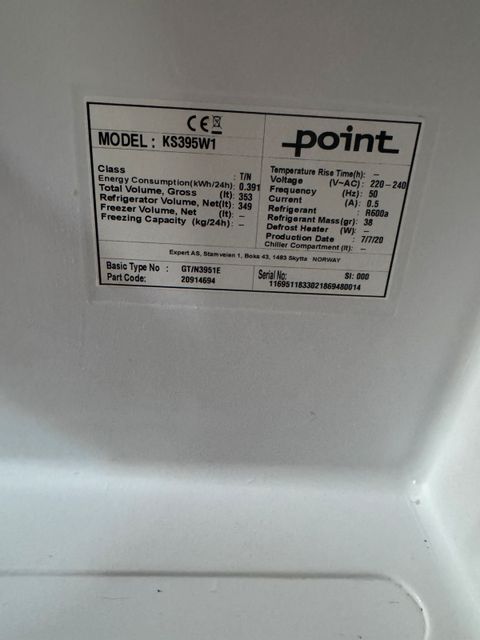 CE
MODEL : KS395W1
Class : T/N
Energy Consumption(kWh/24h): 0.391
Total Volume, Gross (lt): 353
Refrigerator Volume, Net(lt): 349
Freezer Volume, Net (lt): –
Freezing Capacity (kg/24h): –
point
Temperature Rise Time(h): –
Voltage (V~AC) : 220-240
Frequency (Hz) : 50
Current (A) : 0.5
Refrigerant : R600a
Refrigerant Mass(gr) : 38
Defrost Heater (W) : –
Production Date : 7/7/20
Chiller Compartment (lt): –
Expert AS, Stamveien 1, Boks 43, 1483 Skytta NORWAY
Basic Type No : GT/N3951E
Part Code: 20914694
Serial No: SI: 000
1169511833021869480014